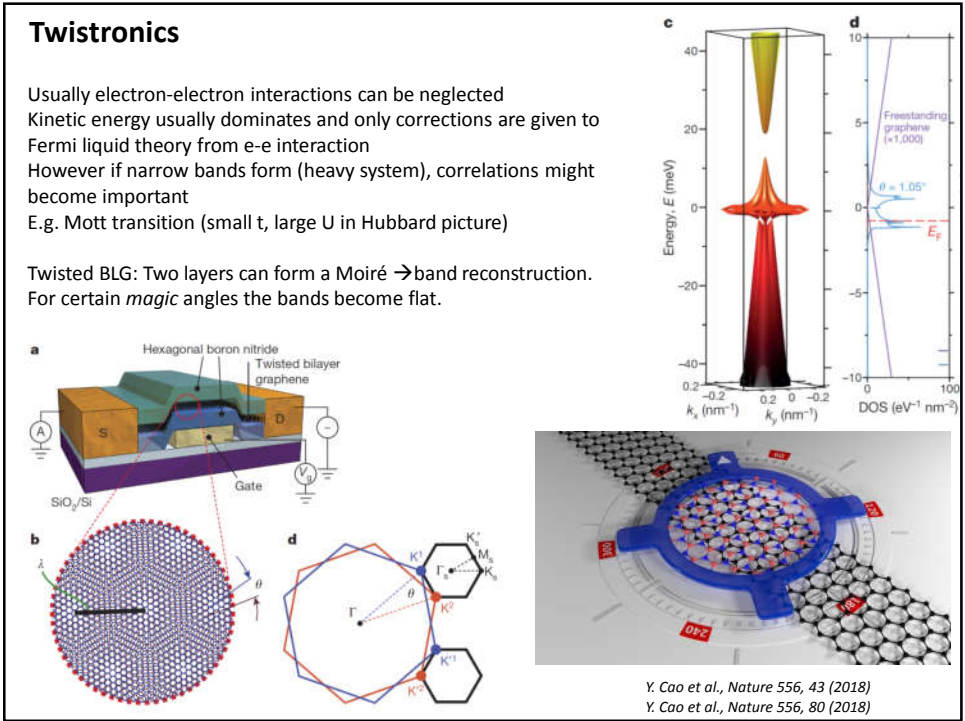 Twistronics
Usually electron-electron interactions can be neglected
Kinetic energy usually dominates and only corrections are given to
Fermi liquid theory from e-e interaction
However if narrow bands form (heavy system), correlations might
become important
E.g. Mott transition (small t, large U in Hubbard picture)
Twisted BLG: Two layers can form a Moiré → band reconstruction.
For certain magic angles the bands become flat.
a
Hexagonal boron nitride
Twisted bilayer
graphene
A
S
D
~
Vg
Gate
SiO2/Si
b
λ
θ
d
K1
K2
K'1
K'2
Γ
θ
Ks'
Ms
Γs
Ks
c
40
20
0
−20
−40
Energy, E (meV)
0.2
−0.2
0.2
0
−0.2
kx (nm−1)
ky (nm−1)
d
10
5
0
−5
−10
Freestanding
graphene
(×1,000)
θ = 1.05°
EF
0
100
DOS (eV−1 nm−2)
300
270
240
Y. Cao et al., Nature 556, 43 (2018)
Y. Cao et al., Nature 556, 80 (2018)